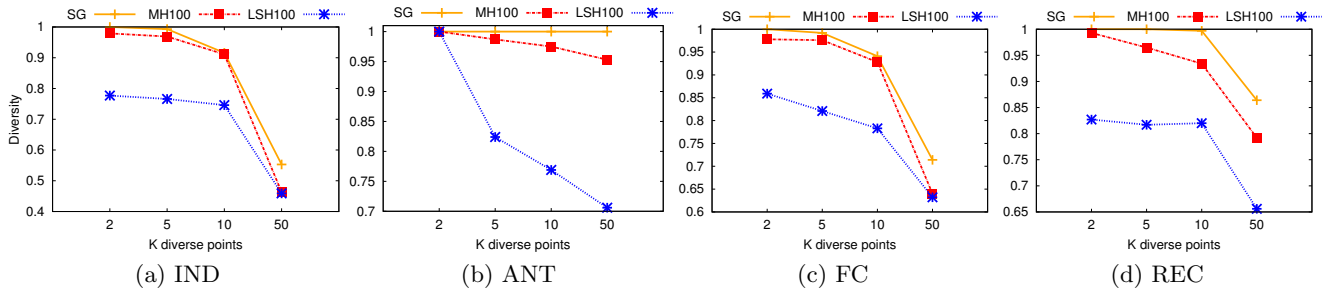 SG MH100 LSH100
1
0.9
0.8
0.7
0.6
0.5
0.4
Diversity
2 5 10 50
K diverse points
(a) IND
SG MH100 LSH100
1
0.95
0.9
0.85
0.8
0.75
0.7
2 5 10 50
K diverse points
(b) ANT
SG MH100 LSH100
1
0.95
0.9
0.85
0.8
0.75
0.7
0.65
0.6
2 5 10 50
K diverse points
(c) FC
SG MH100 LSH100
1
0.95
0.9
0.85
0.8
0.75
0.7
0.65
2 5 10 50
K diverse points
(d) REC